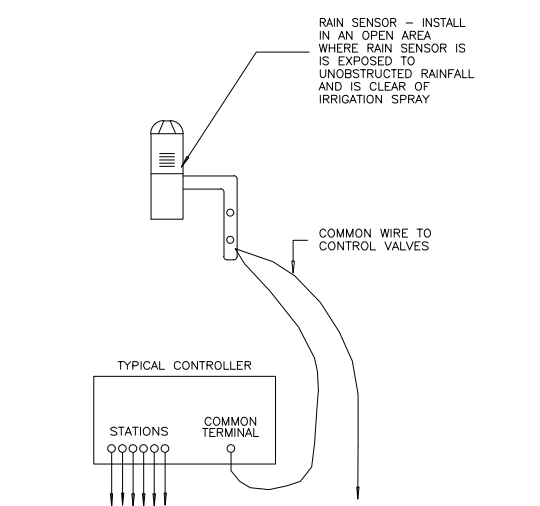 RAIN SENSOR – INSTALL
IN AN OPEN AREA
WHERE RAIN SENSOR IS
IS EXPOSED TO
UNOBSTRUCTED RAINFALL
AND IS CLEAR OF
IRRIGATION SPRAY
COMMON WIRE TO
CONTROL VALVES
TYPICAL CONTROLLER
STATIONS
COMMON
TERMINAL